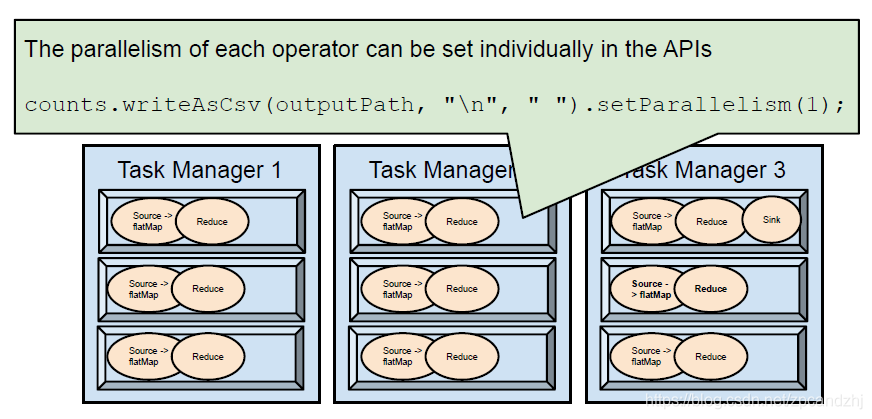 The parallelism of each operator can be set individually in the APIs
counts.writeAsCsv(outputPath, "\n", " ").setParallelism(1);
Task Manager 1
Source ->
flatMap
Reduce
Source ->
flatMap
Reduce
Source ->
flatMap
Reduce
Task Manager
Source ->
flatMap
Reduce
Source ->
flatMap
Reduce
Source ->
flatMap
Reduce
ask Manager 3
Source ->
flatMap
Reduce
Sink
Source -
> flatMap
Reduce
Source ->
flatMap
Reduce
https://blog.csdn.net/zpcandzhj